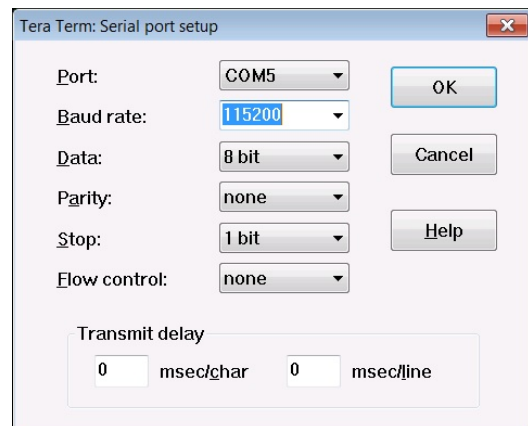 Tera Term: Serial port setup
Port: COM5 OK
Baud rate: 115200
Data: 8 bit Cancel
Parity: none
Stop: 1 bit Help
Flow control: none
Transmit delay
0 msec/char 0 msec/line